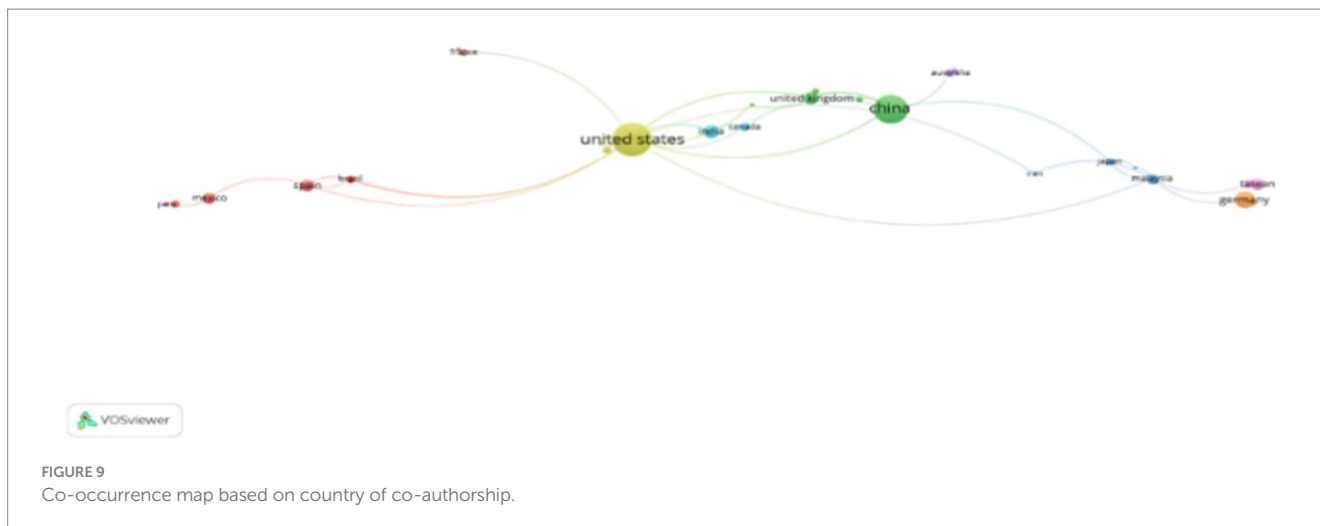 united states
united kingdom
china
australia
india
canada
iran
japan
malaysia
taiwan
germany
brazil
spain
mexico
peru
VOSviewer
FIGURE 9
Co-occurrence map based on country of co-authorship.